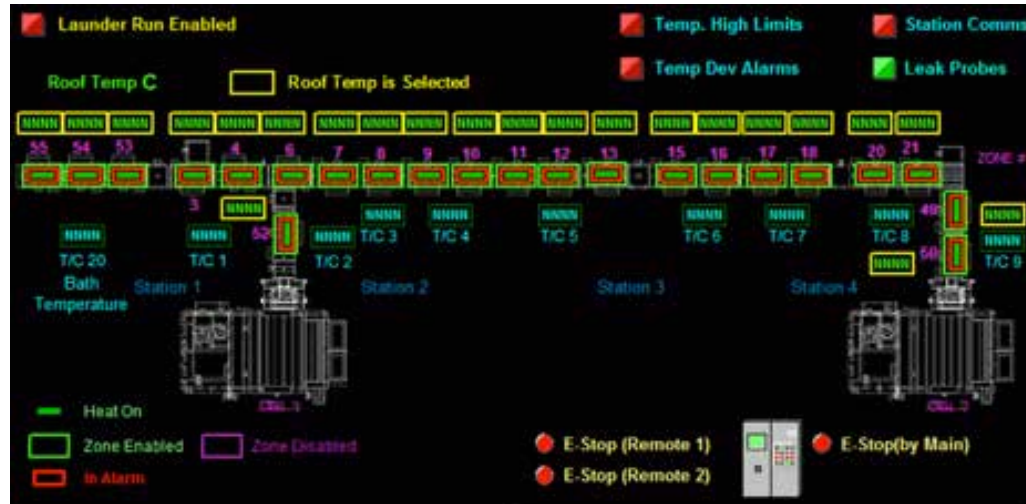 Launder Run Enabled
Temp. High Limits
Station Comms
Temp Dev Alarms
Leak Probes
Roof Temp C
Roof Temp is Selected
NNNN NNNN NNNN NNNN NNNN NNNN NNNN NNNN NNNN NNNN NNNN NNNN NNNN NNNN NNNN NNNN NNNN NNNN NNNN
55 54 53 4 6 7 8 9 10 11 12 13 15 16 17 18 20 21 ZONE #
3 NNNN
52
49
50
NNNN NNNN NNNN NNNN NNNN NNNN NNNN NNNN NNNN NNNN
T/C 20 T/C 1 T/C 2 T/C 3 T/C 4 T/C 5 T/C 6 T/C 7 T/C 8 T/C 9
NNNN
NNNN
Bath
Temperature
Station 1
Station 2
Station 3
Station 4
Heat On
Zone Enabled
Zone Disabled
In Alarm
E-Stop (Remote 1)
E-Stop (Remote 2)
E-Stop(by Main)